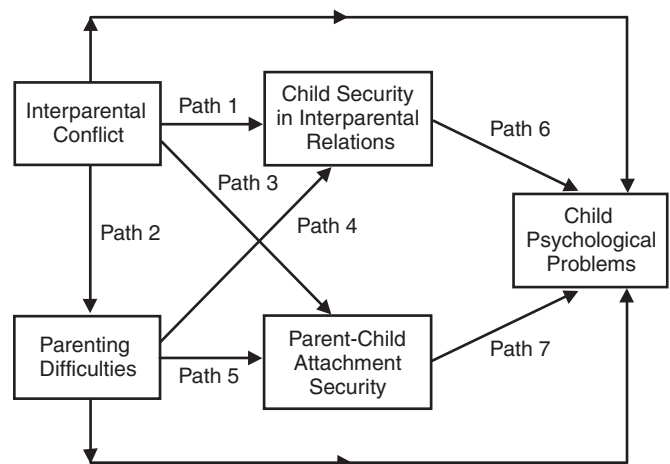 Interparental
Conflict
Path 1
Child Security
in Interparental
Relations
Path 6
Path 3
Path 2
Path 4
Child
Psychological
Problems
Parenting
Difficulties
Path 5
Parent-Child
Attachment
Security
Path 7